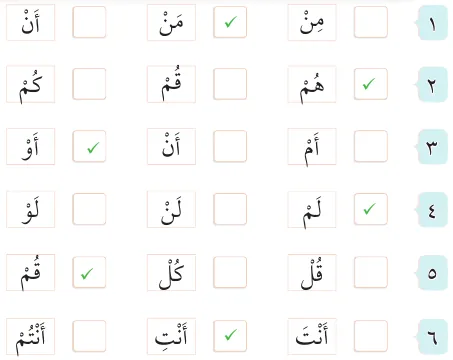 ١ مِنْ مَنْ ✓ أَنْ
٢ ✓ هُمْ قُمْ كُمْ
٣ أَمْ أَنْ ✓ أَوْ
٤ ✓ لَمْ لَنْ لَوْ
٥ قُلْ كُلْ ✓ قُمْ
٦ أَنْتَ ✓ أَنْتِ أَنْتُمْ